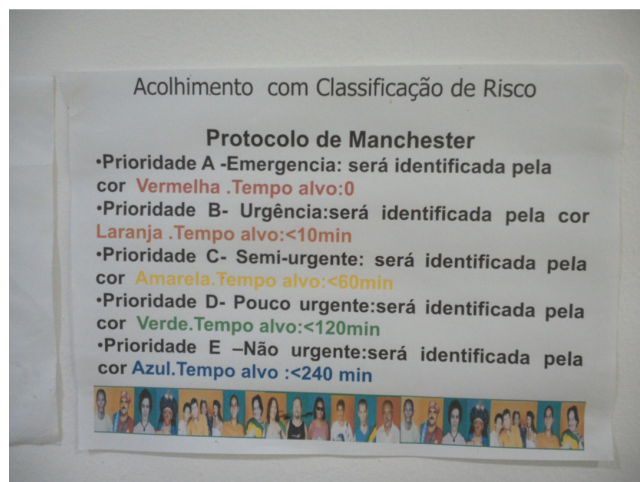 Acolhimento com Classificação de Risco
Protocolo de Manchester
•Prioridade A -Emergencia: será identificada pela
cor Vermelha .Tempo alvo:0
•Prioridade B- Urgência:será identificada pela cor
Laranja .Tempo alvo:<10min
•Prioridade C- Semi-urgente: será identificada pela
cor Amarela.Tempo alvo:<60min
•Prioridade D- Pouco urgente:será identificada pela
cor Verde.Tempo alvo:<120min
•Prioridade E –Não urgente:será identificada pela
cor Azul.Tempo alvo :<240 min